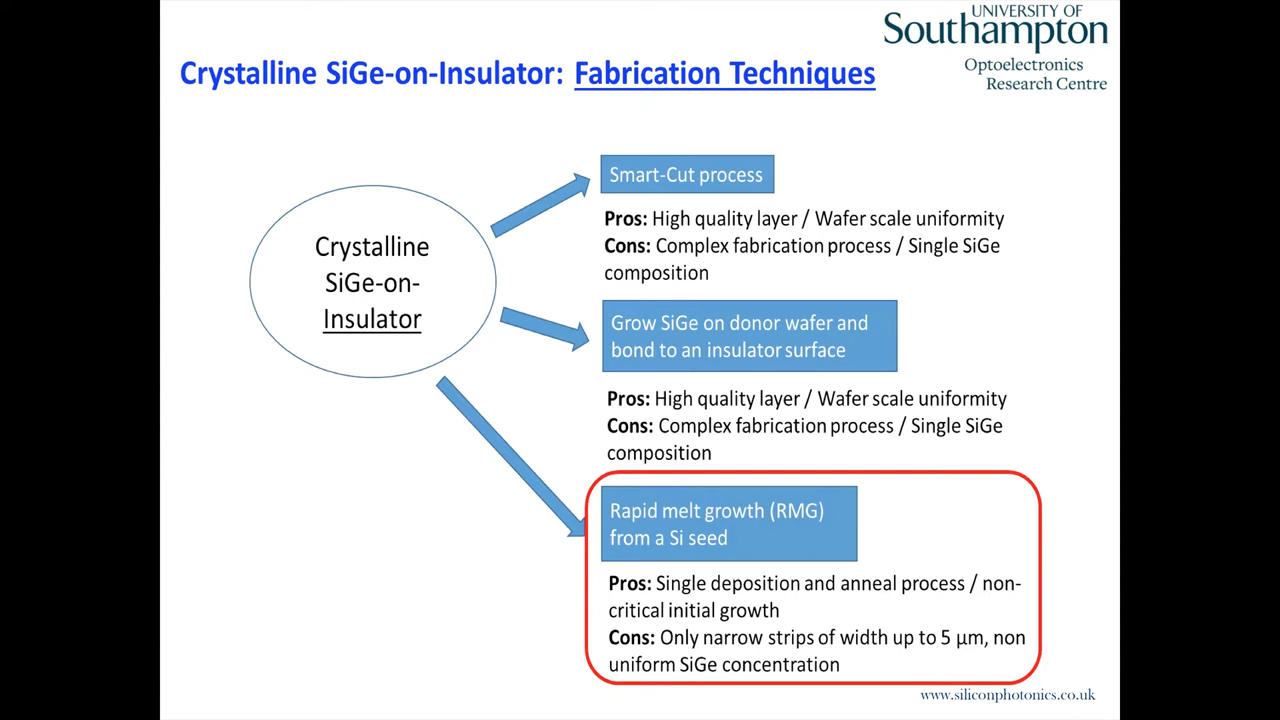 UNIVERSITY OF
Southampton
Optoelectronics
Research Centre
Crystalline SiGe-on-Insulator: Fabrication Techniques
Crystalline
SiGe-on-
Insulator
Smart-Cut process
Pros: High quality layer / Wafer scale uniformity
Cons: Complex fabrication process / Single SiGe
composition
Grow SiGe on donor wafer and
bond to an insulator surface
Pros: High quality layer / Wafer scale uniformity
Cons: Complex fabrication process / Single SiGe
composition
Rapid melt growth (RMG)
from a Si seed
Pros: Single deposition and anneal process / non-
critical initial growth
Cons: Only narrow strips of width up to 5 μm, non
uniform SiGe concentration
www.siliconphotonics.co.uk